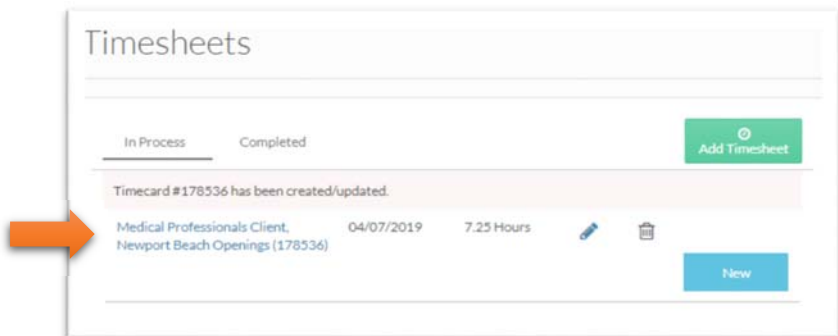 Timesheets
In Process Completed
Add Timesheet
Timecard #178536 has been created/updated.
Medical Professionals Client, 04/07/2019 7.25 Hours
Newport Beach Openings (178536)
New